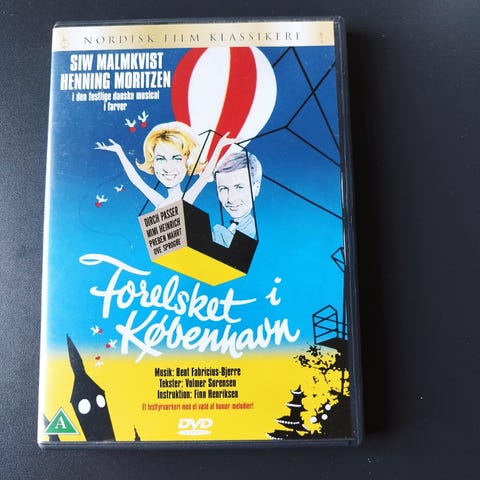 NORDISK FILM KLASSIKERE
SIW MALMKVIST
HENNING MORITZEN
i den festlige danske musical
i farver
DIRCH PASSER
MIMI HEINRICH
PREBEN MAHRT
OVE SPROGØE
Forelsket i
København
Musik: Bent Fabricius-Bjerre
Tekster: Volmer Sørensen
Instruktion: Finn Henriksen
Et festfyrværkeri med et væld af humør-melodier!
A
DVD